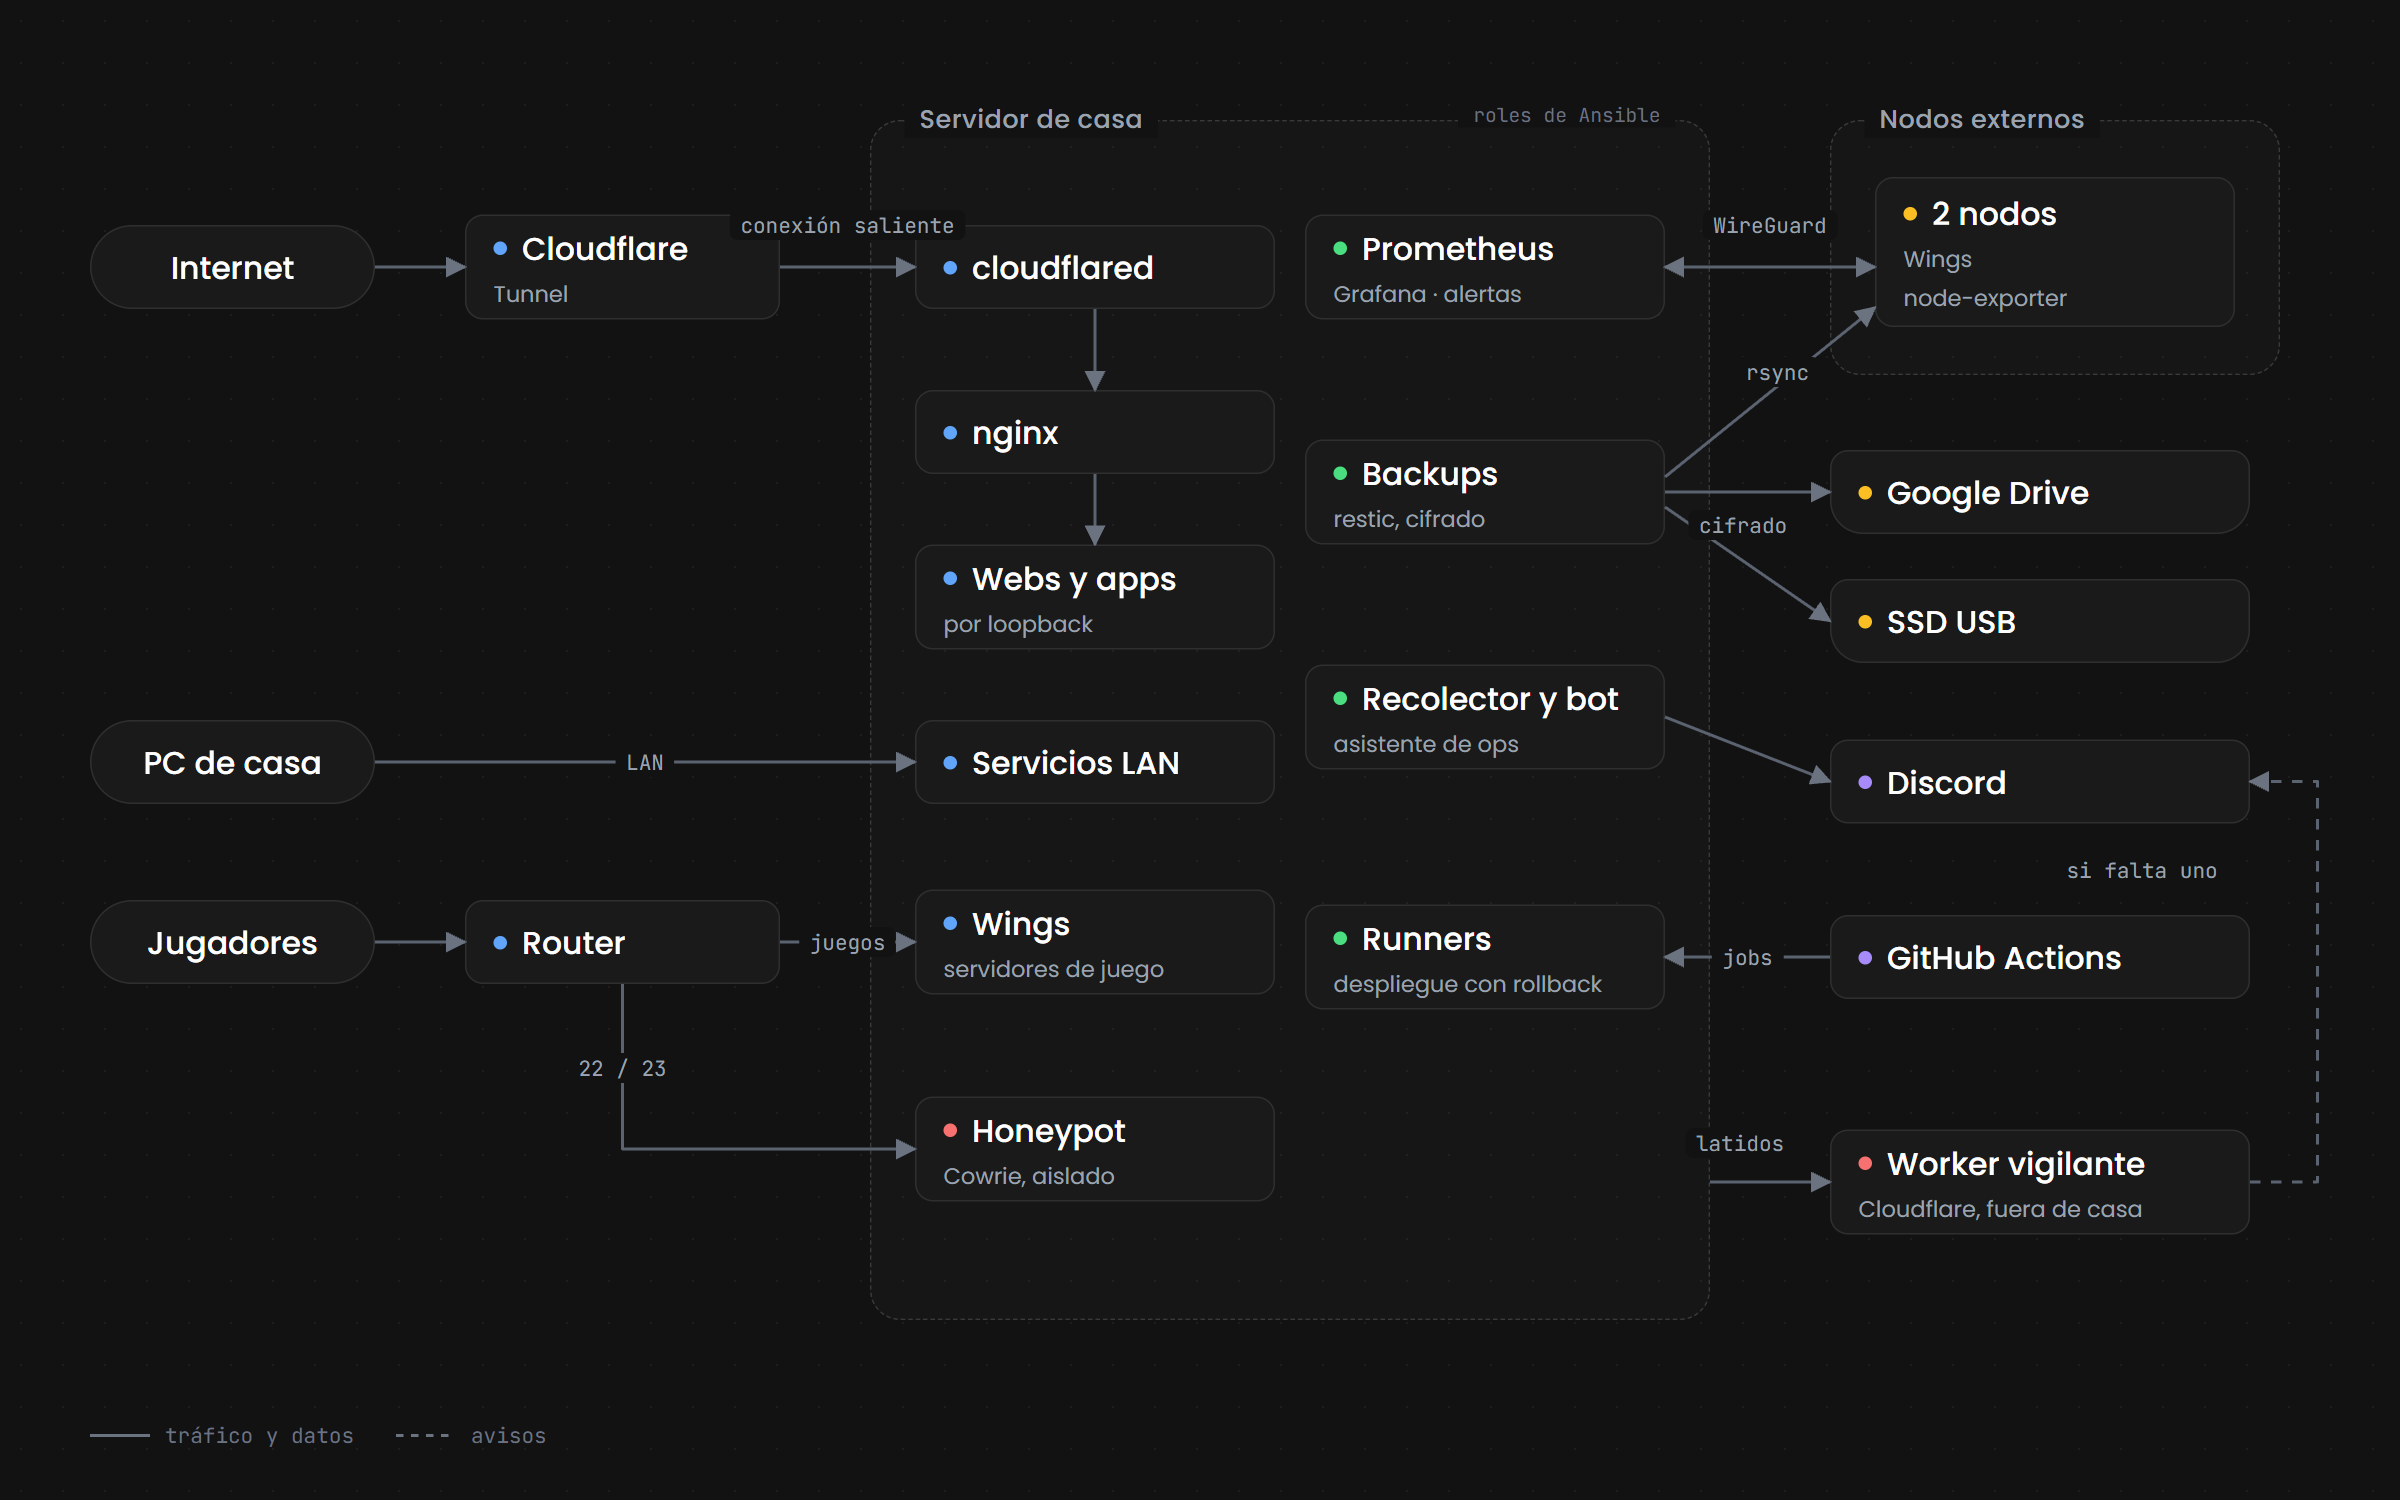 Servidor de casa
roles de Ansible
Nodos externos
Internet
Cloudflare
Tunnel
conexión saliente
cloudflared
Prometheus
Grafana · alertas
WireGuard
2 nodos
Wings
node-exporter
rsync
nginx
Backups
restic, cifrado
Google Drive
cifrado
Webs y apps
por loopback
SSD USB
Recolector y bot
asistente de ops
PC de casa
LAN
Servicios LAN
Discord
si falta uno
Jugadores
Router
juegos
Wings
servidores de juego
Runners
despliegue con rollback
jobs
GitHub Actions
22 / 23
Honeypot
Cowrie, aislado
latidos
Worker vigilante
Cloudflare, fuera de casa
tráfico y datos
avisos